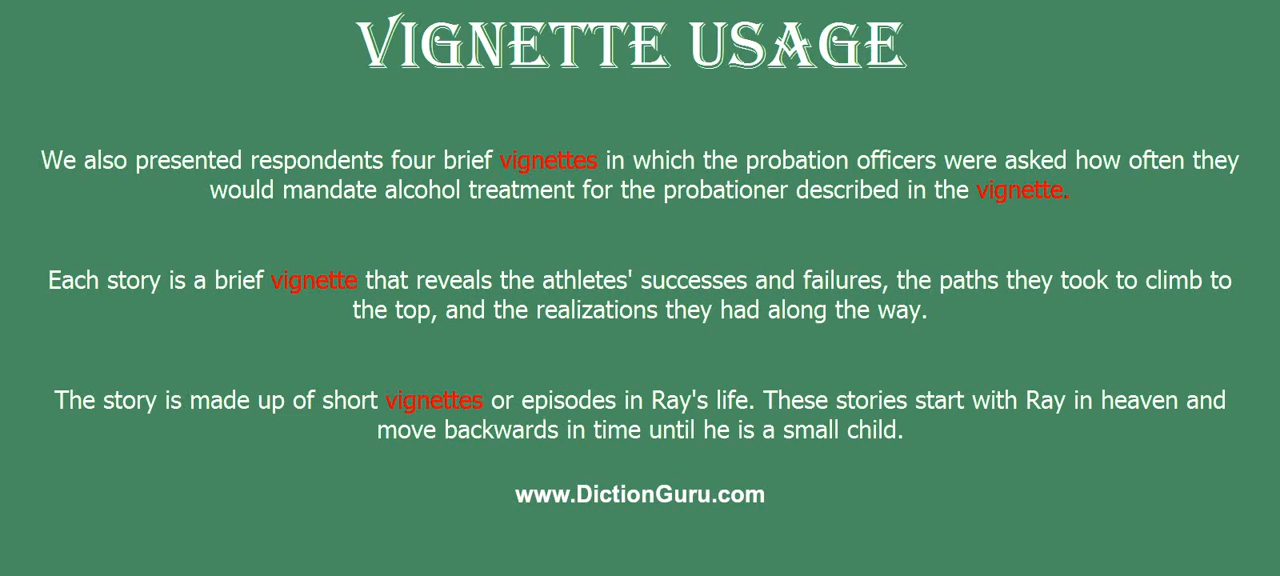 VIGNETTE USAGE
We also presented respondents four brief vignettes in which the probation officers were asked how often they
would mandate alcohol treatment for the probationer described in the vignette.
Each story is a brief vignette that reveals the athletes' successes and failures, the paths they took to climb to
the top, and the realizations they had along the way.
The story is made up of short vignettes or episodes in Ray's life. These stories start with Ray in heaven and
move backwards in time until he is a small child.
www.DictionGuru.com